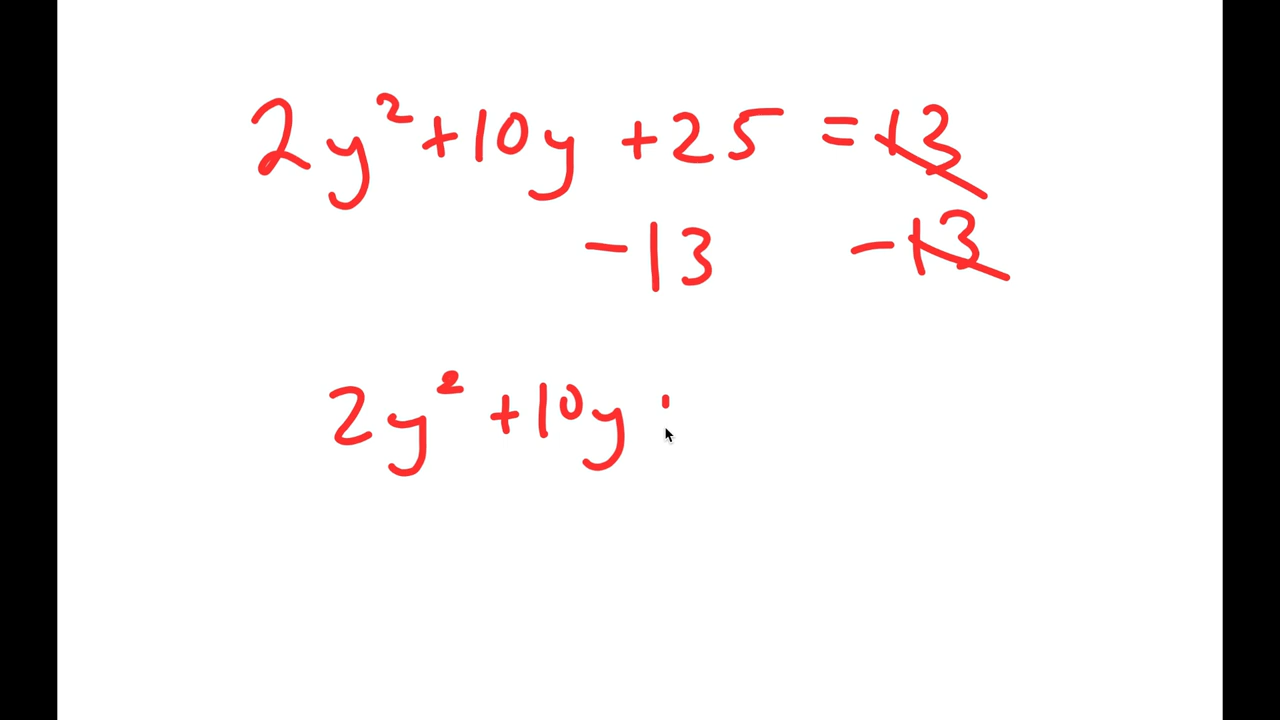 2y² + 10y + 25 = 13
-13 -13
2y² + 10y